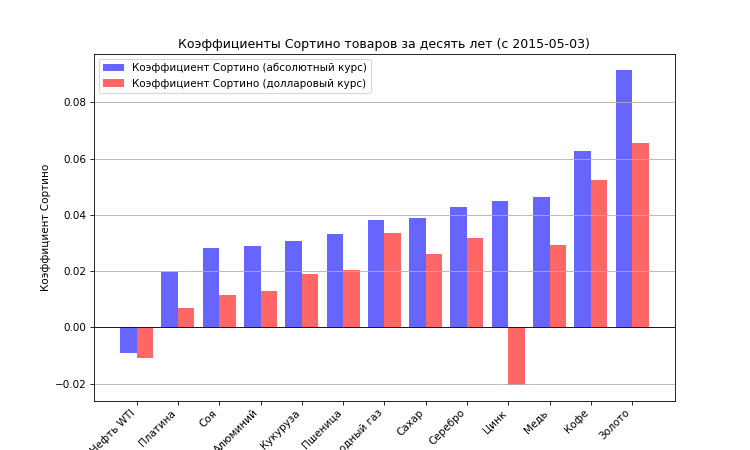 Коэффициенты Сортино товаров за десять лет (с 2015-05-03)
Коэффициент Сортино (абсолютный курс)
Коэффициент Сортино (долларовый курс)
Коэффициент Сортино
0.08
0.06
0.04
0.02
0.00
−0.02
Нефть WTI
Платина
Соя
Алюминий
Кукуруза
Пшеница
одный газ
Сахар
Серебро
Цинк
Медь
Кофе
Золото